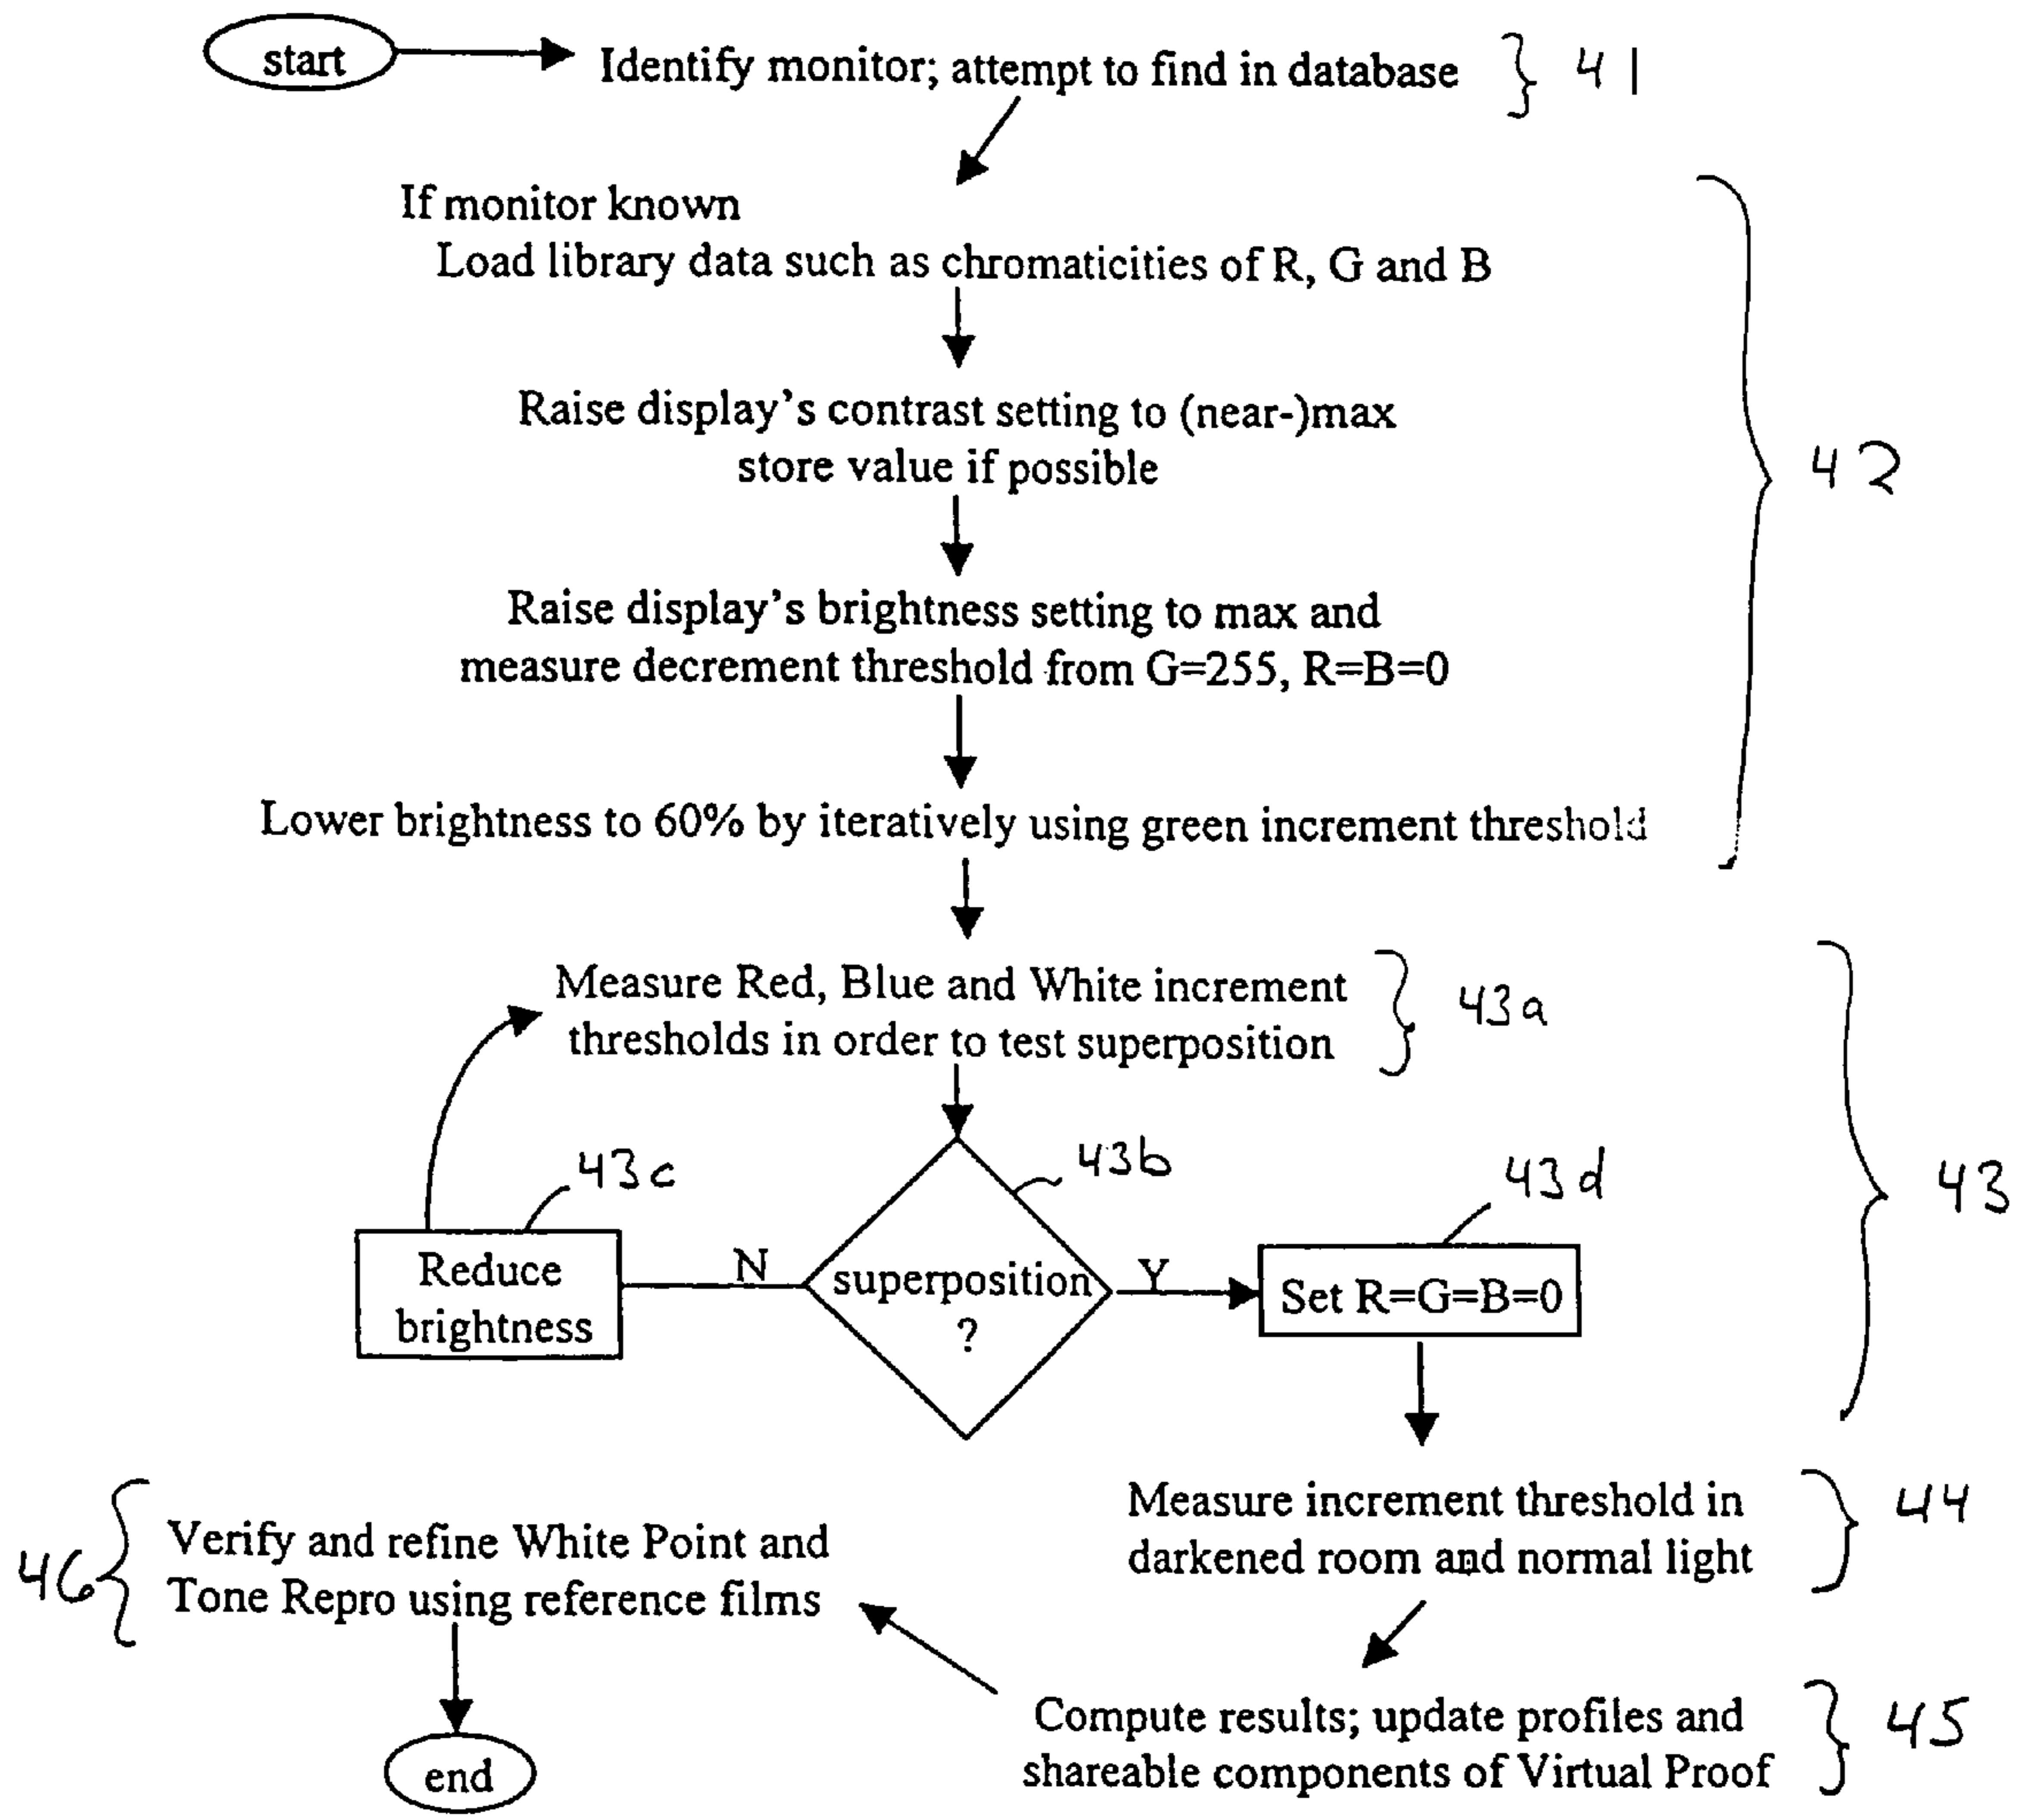 start
Identify monitor; attempt to find in database
41
If monitor known
Load library data such as chromaticities of R, G and B
Raise display's contrast setting to (near-)max
store value if possible
42
Raise display's brightness setting to max and
measure decrement threshold from G=255, R=B=0
Lower brightness to 60% by iteratively using green increment threshold
Measure Red, Blue and White increment
thresholds in order to test superposition
43a
43c
43b
43d
43
Reduce
brightness
N
superposition
?
Y
Set R=G=B=0
Measure increment threshold in
darkened room and normal light
44
Compute results; update profiles and
shareable components of Virtual Proof
45
46
Verify and refine White Point and
Tone Repro using reference films
end